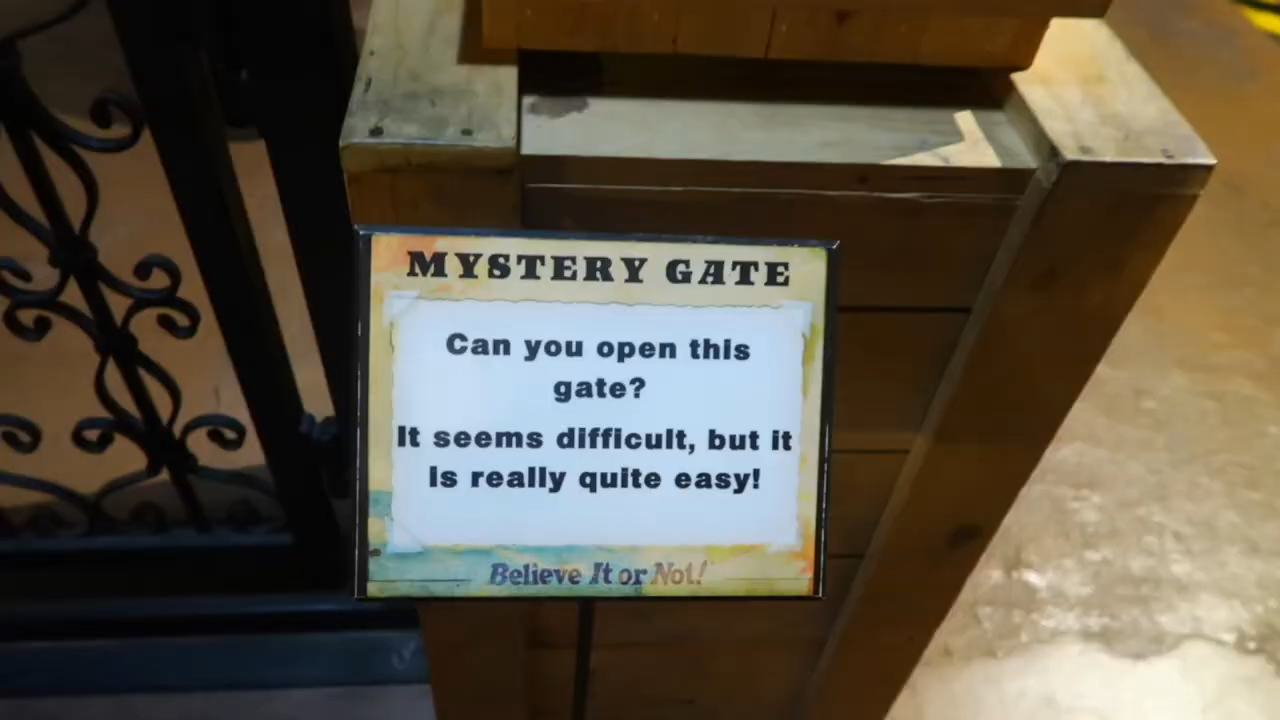 MYSTERY GATE
Can you open this
gate?
It seems difficult, but it
is really quite easy!
Believe It or Not!